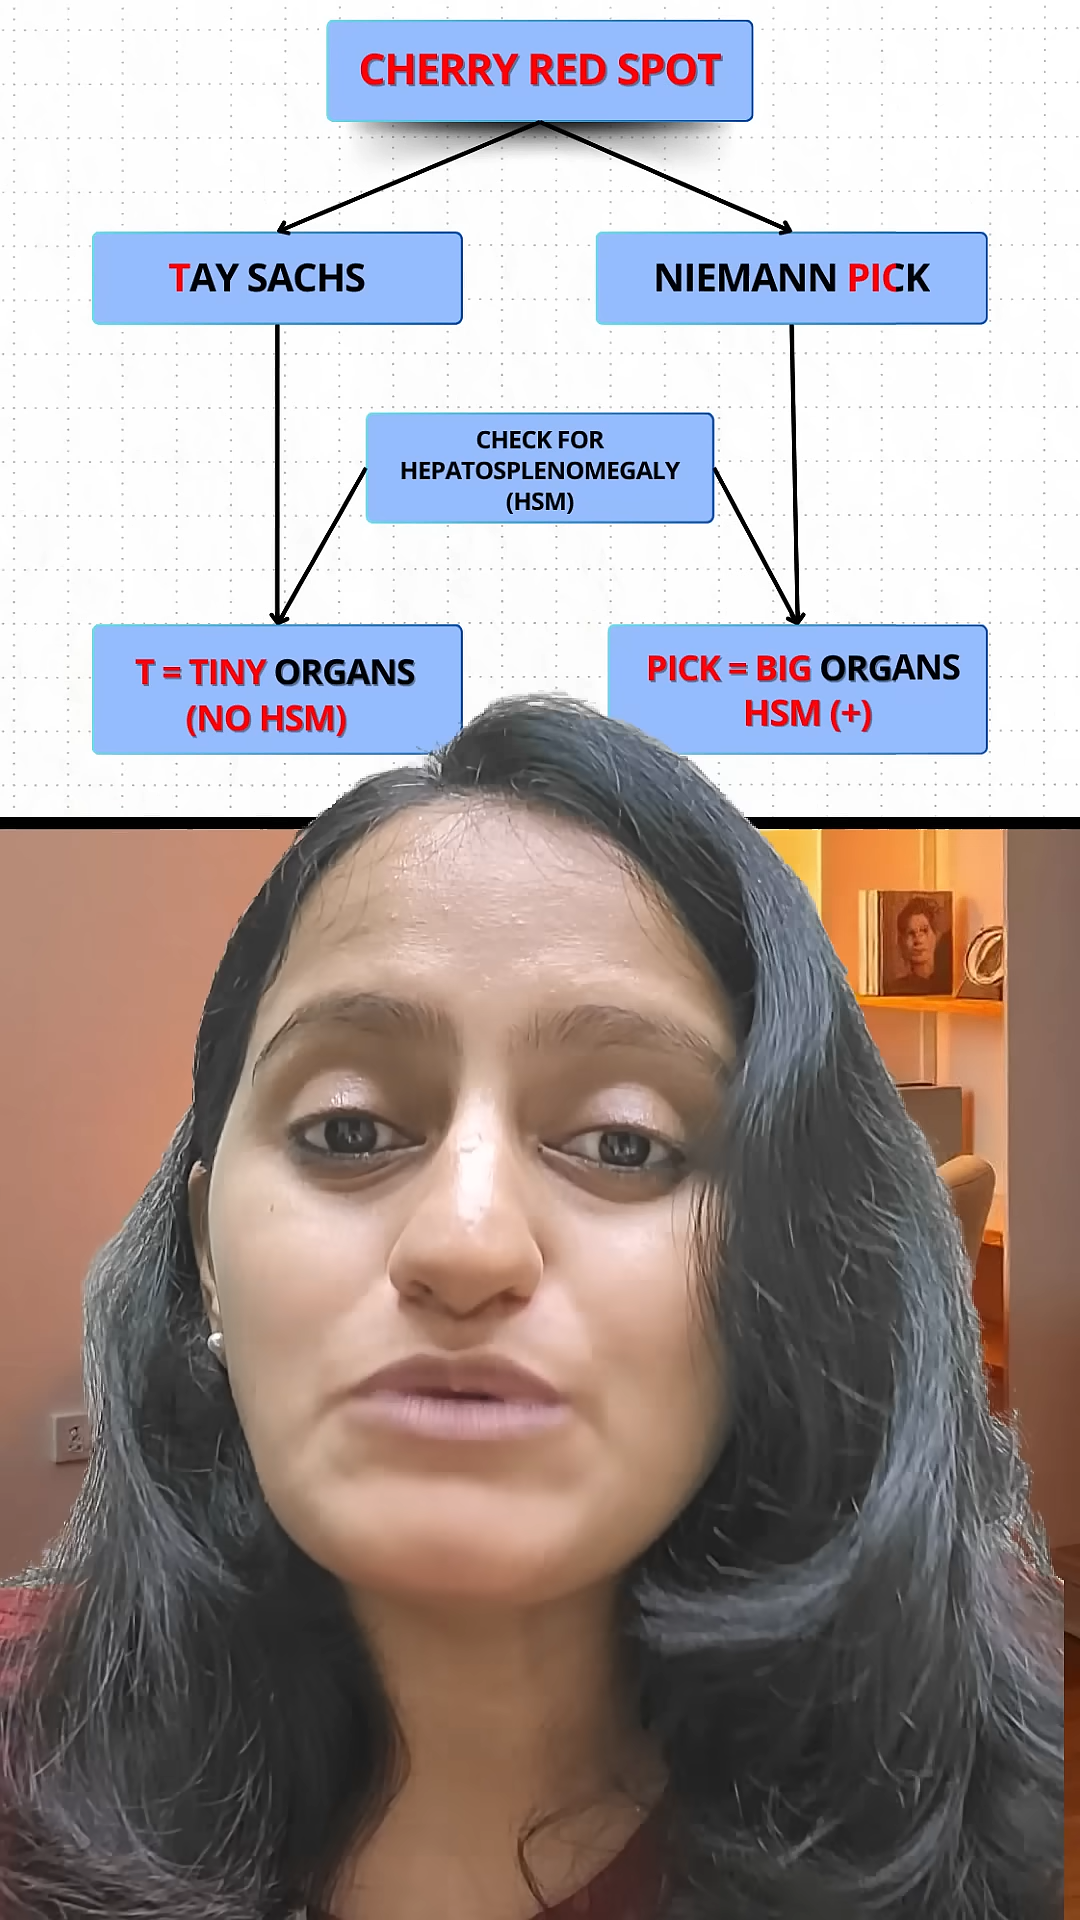 CHERRY RED SPOT
TAY SACHS
NIEMANN PICK
CHECK FOR
HEPATOSPLENOMEGALY
(HSM)
T = TINY ORGANS
(NO HSM)
PICK = BIG ORGANS
HSM (+)